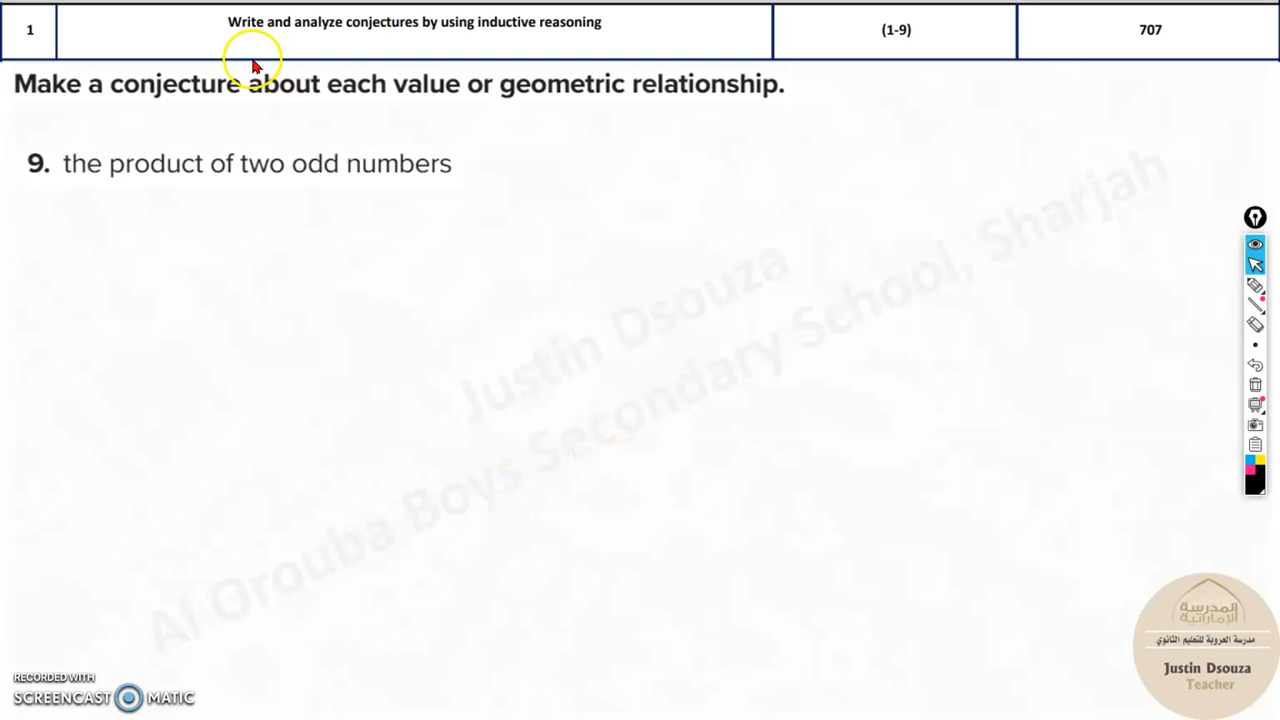 1
Write and analyze conjectures by using inductive reasoning
(1-9)
707
Make a conjecture about each value or geometric relationship.
9. the product of two odd numbers
Justin Dsouza
Al Orouba Boys Secondary School, Sharjah
المدرسة
الإماراتية
مدرسة العروبة للتعليم الثانوي
Justin Dsouza
Teacher
RECORDED WITH
SCREENCAST MATIC